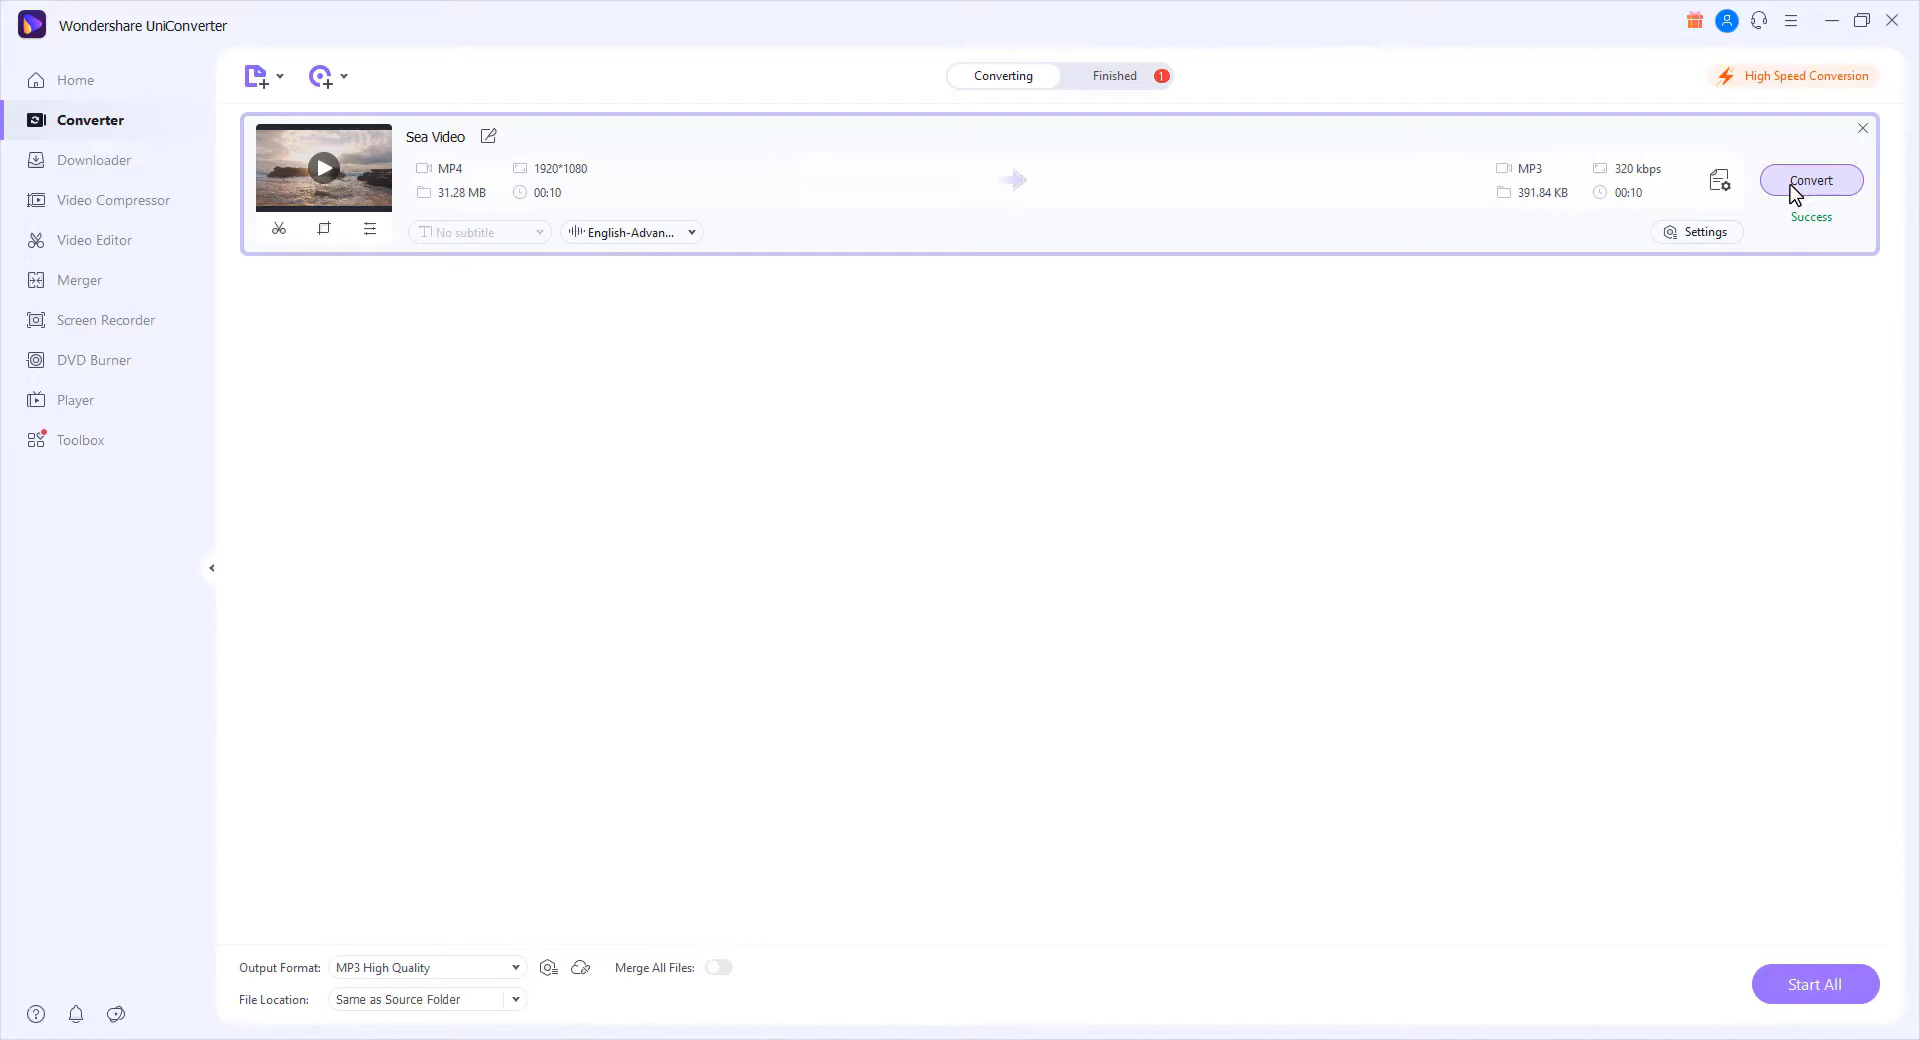 Wondershare UniConverter
Home
Converter
Downloader
Video Compressor
Video Editor
Merger
Screen Recorder
DVD Burner
Player
Toolbox
Converting
Finished 1
High Speed Conversion
Sea Video
MP4 1920*1080
31.28 MB 00:10
No subtitle
English-Advan...
MP3 320 kbps
391.84 KB 00:10
Convert
Success
Settings
Output Format: MP3 High Quality
Merge All Files:
File Location: Same as Source Folder
Start All